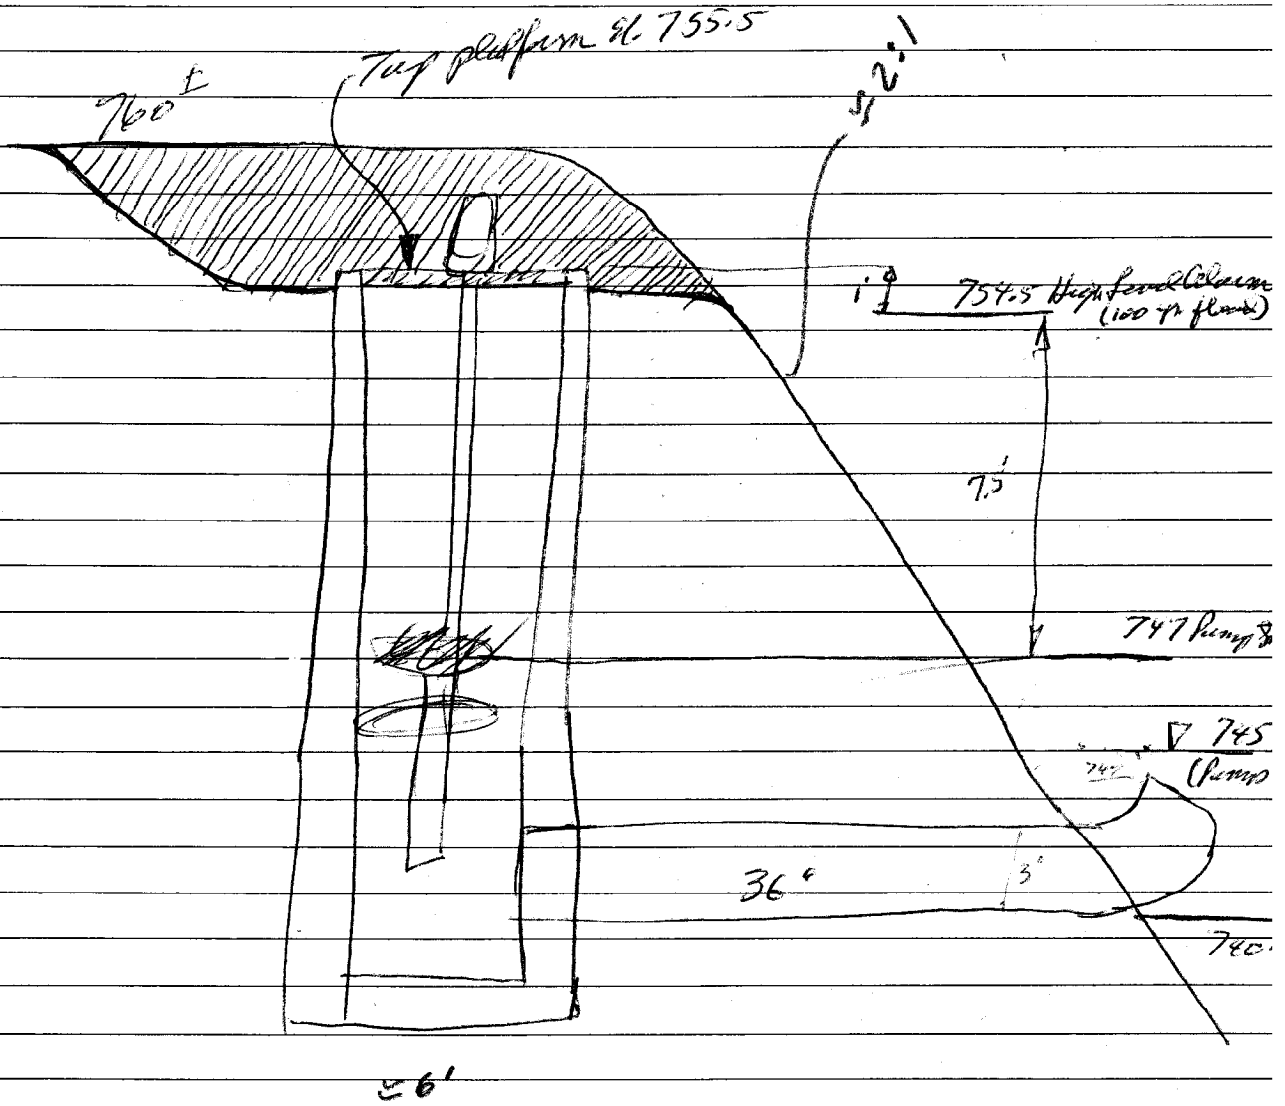 Top platform El. 755.5
≈ 2:1
760 ±
1'
754.5 High Level Alarm
(100 yr flood)
7.5'
747 Pump
▽ 745
(Pump
36"
3'
740.
≈ 6'